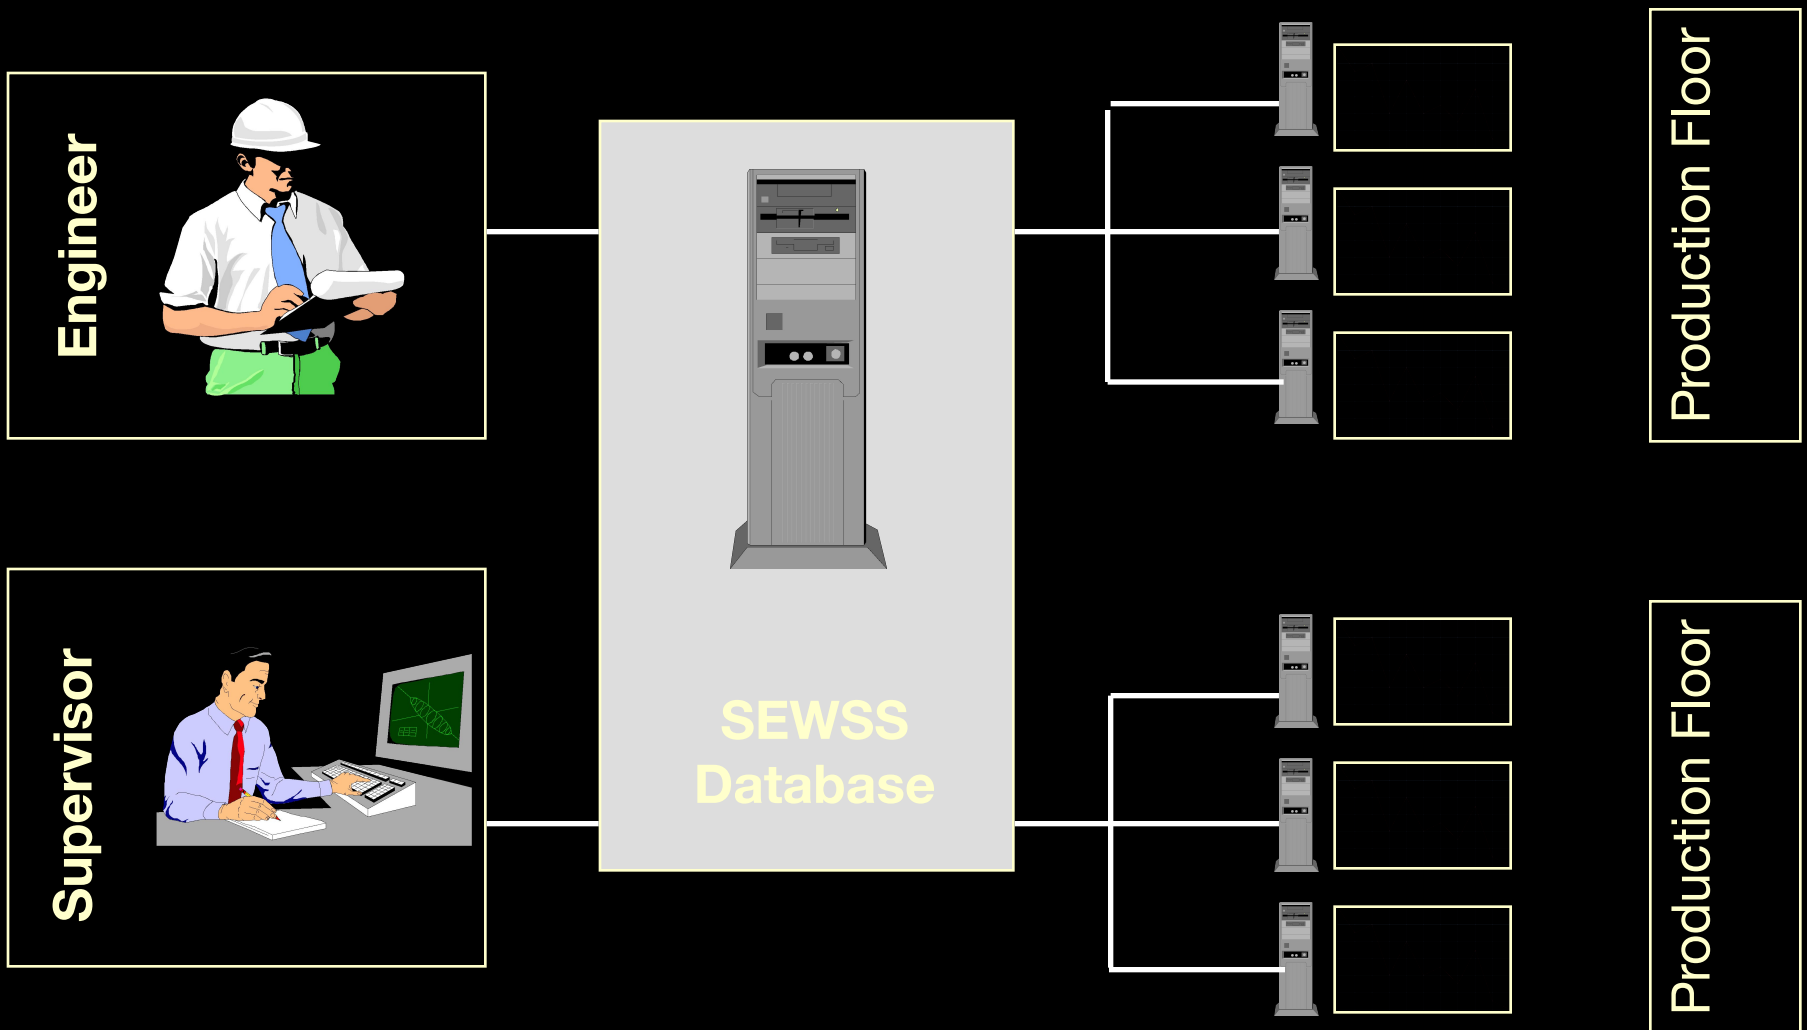 Engineer
Supervisor
SEWSS
Database
Production Floor
Production Floor